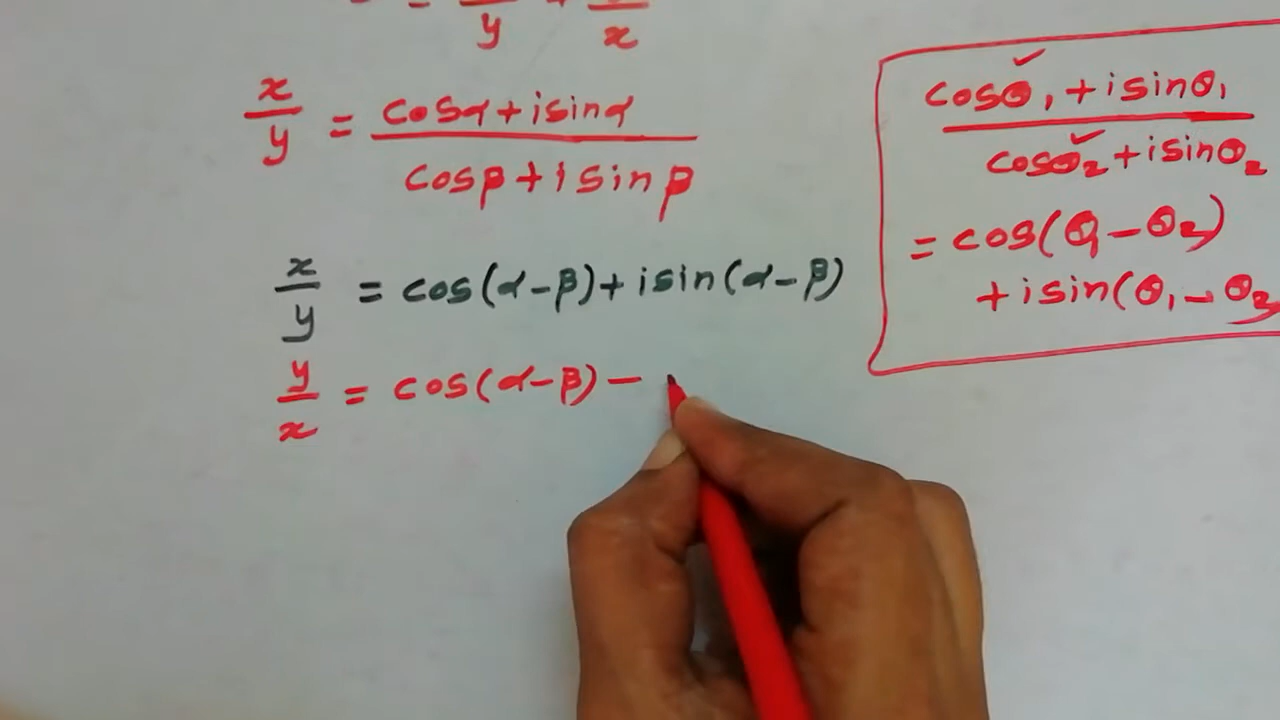 y x
x/y = cosα+isinα / cosβ+isinβ
x/y = cos(α-β)+isin(α-β)
y/x = cos(α-β)-
cosθ₁+isinθ₁ / cosθ₂+isinθ₂
= cos(θ₁-θ₂)
+isin(θ₁-θ₂